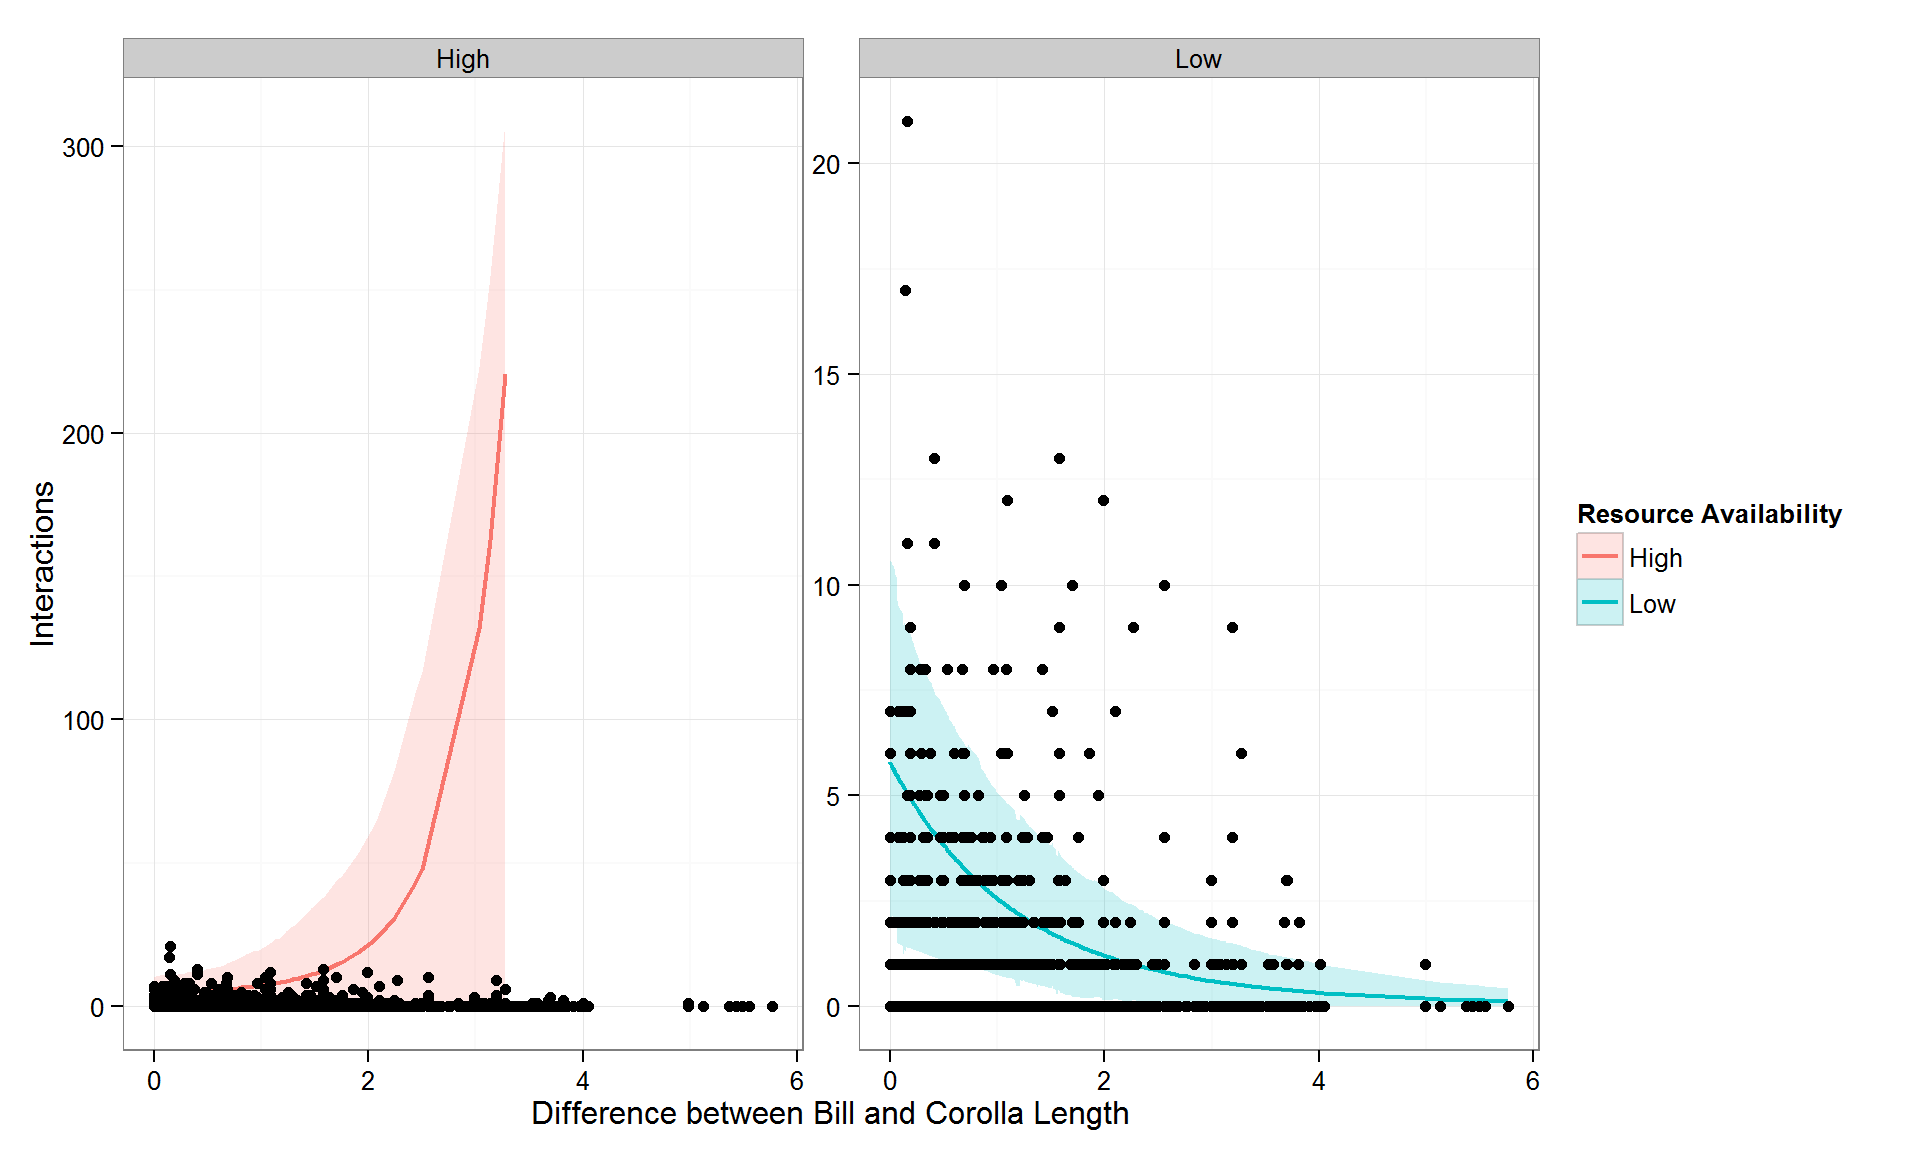 High
Low
300
200
100
0
20
15
10
5
0
Interactions
0 2 4 6
0 2 4 6
Difference between Bill and Corolla Length
Resource Availability
High
Low